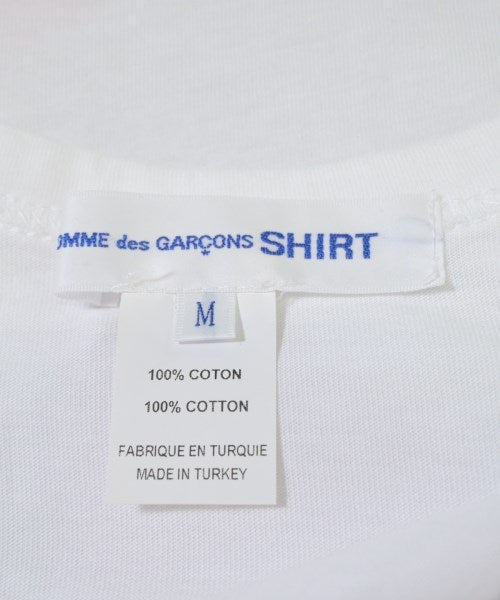 OMME des GARÇONS SHIRT
M
100% COTON
100% COTTON
FABRIQUE EN TURQUIE
MADE IN TURKEY